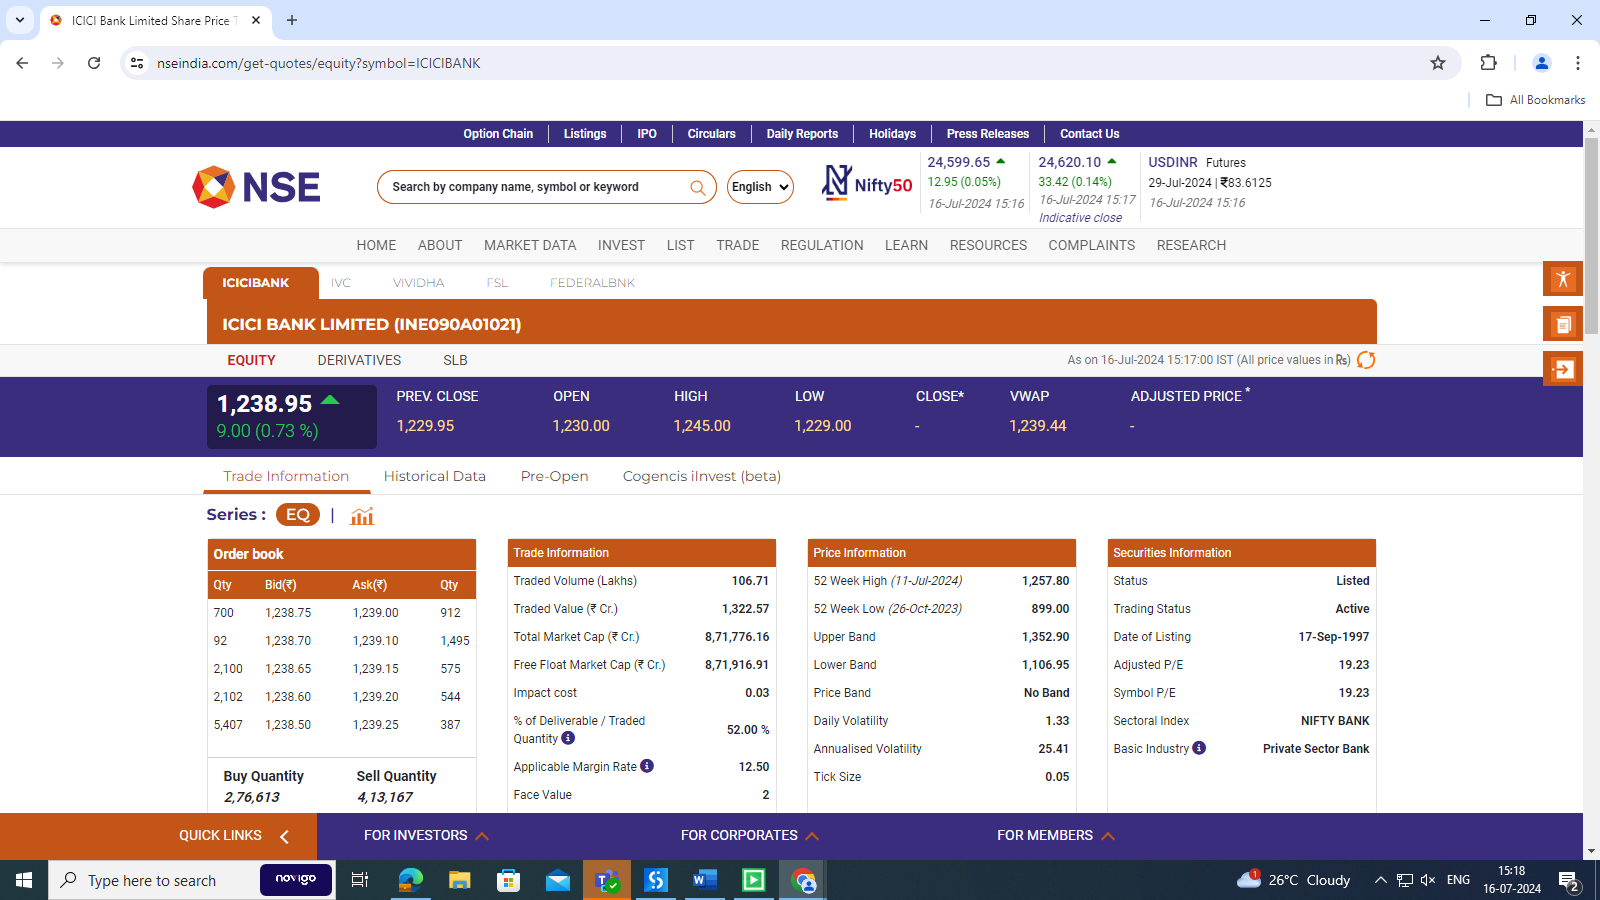 ICICI Bank Limited Share Price T
nseindia.com/get-quotes/equity?symbol=ICICIBANK
All Bookmarks
Option Chain
Listings
IPO
Circulars
Daily Reports
Holidays
Press Releases
Contact Us
NSE
Search by company name, symbol or keyword
English
Nifty50
24,599.65
12.95 (0.05%)
16-Jul-2024 15:16
24,620.10
33.42 (0.14%)
16-Jul-2024 15:17
Indicative close
USDINR Futures
29-Jul-2024 | ₹83.6125
16-Jul-2024 15:16
HOME
ABOUT
MARKET DATA
INVEST
LIST
TRADE
REGULATION
LEARN
RESOURCES
COMPLAINTS
RESEARCH
ICICIBANK
IVC
VIVIDHA
FSL
FEDERALBNK
ICICI BANK LIMITED (INE090A01021)
EQUITY
DERIVATIVES
SLB
As on 16-Jul-2024 15:17:00 IST (All price values in ₨)
1,238.95
9.00 (0.73 %)
PREV. CLOSE
1,229.95
OPEN
1,230.00
HIGH
1,245.00
LOW
1,229.00
CLOSE*
-
VWAP
1,239.44
ADJUSTED PRICE *
-
Trade Information
Historical Data
Pre-Open
Cogencis iInvest (beta)
Series : EQ |
Order book
Qty Bid(₹) Ask(₹) Qty
700 1,238.75 1,239.00 912
92 1,238.70 1,239.10 1,495
2,100 1,238.65 1,239.15 575
2,102 1,238.60 1,239.20 544
5,407 1,238.50 1,239.25 387
Buy Quantity Sell Quantity
2,76,613 4,13,167
Trade Information
Traded Volume (Lakhs) 106.71
Traded Value (₹ Cr.) 1,322.57
Total Market Cap (₹ Cr.) 8,71,776.16
Free Float Market Cap (₹ Cr.) 8,71,916.91
Impact cost 0.03
% of Deliverable / Traded
Quantity 52.00 %
Applicable Margin Rate 12.50
Face Value 2
Price Information
52 Week High (11-Jul-2024) 1,257.80
52 Week Low (26-Oct-2023) 899.00
Upper Band 1,352.90
Lower Band 1,106.95
Price Band No Band
Daily Volatility 1.33
Annualised Volatility 25.41
Tick Size 0.05
Securities Information
Status Listed
Trading Status Active
Date of Listing 17-Sep-1997
Adjusted P/E 19.23
Symbol P/E 19.23
Sectoral Index NIFTY BANK
Basic Industry Private Sector Bank
QUICK LINKS
FOR INVESTORS
FOR CORPORATES
FOR MEMBERS
Type here to search
novigo
1
26°C Cloudy
ENG
15:18
16-07-2024
2